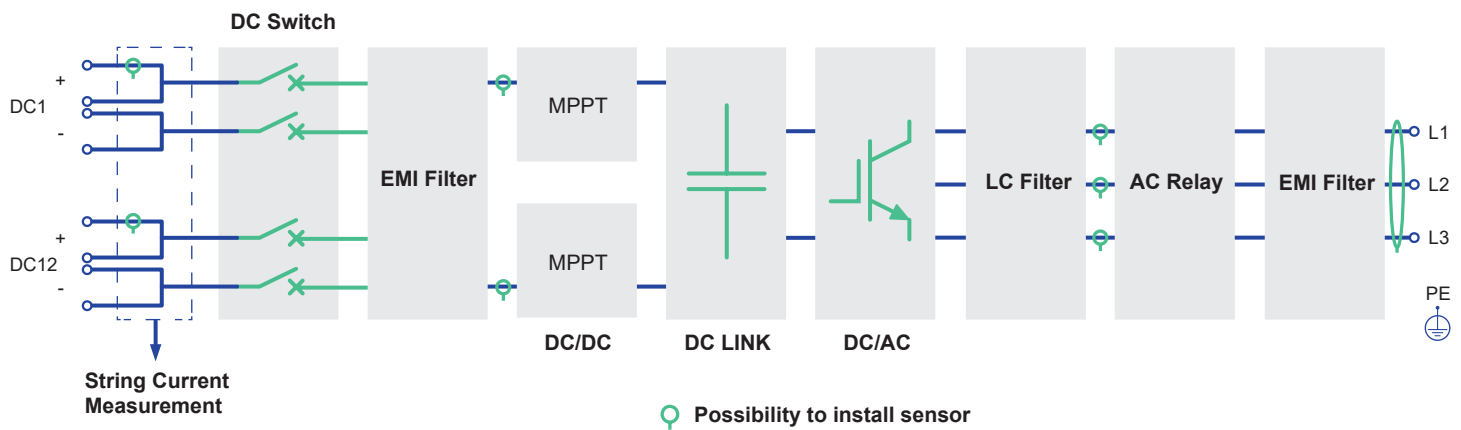 DC Switch
+
DC1
-
+
DC12
-
EMI Filter
MPPT
MPPT
LC Filter
AC Relay
EMI Filter
L1
L2
L3
PE
DC/DC
DC LINK
DC/AC
String Current
Measurement
Possibility to install sensor